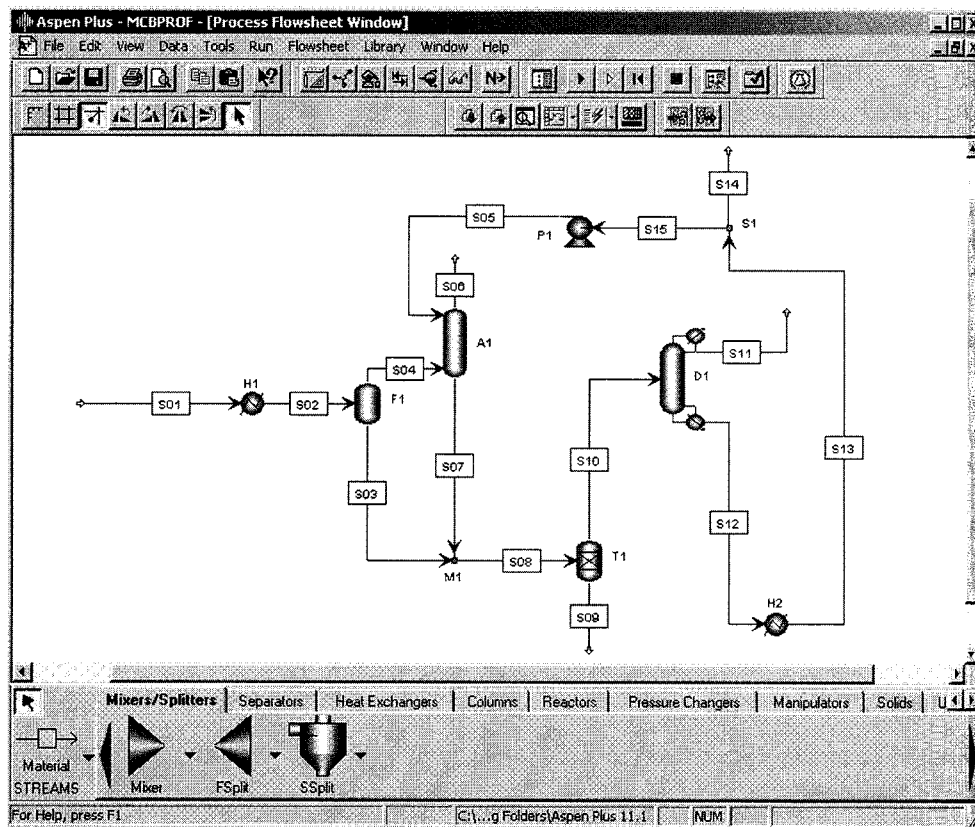 Aspen Plus - MCBPROF - [Process Flowsheet Window]
File Edit View Data Tools Run Flowsheet Library Window Help
N→
S14
S05
P1
S15
S1
S06
A1
S04
F1
H1
S01
S02
D1
S11
S13
S07
S03
S10
S12
M1
S08
T1
S09
H2
Mixers/Splitters Separators Heat Exchangers Columns Reactors Pressure Changers Manipulators Solids U
Material
STREAMS
Mixer
FSplit
SSplit
For Help, press F1
C:\...g Folders\Aspen Plus 11.1
NUM